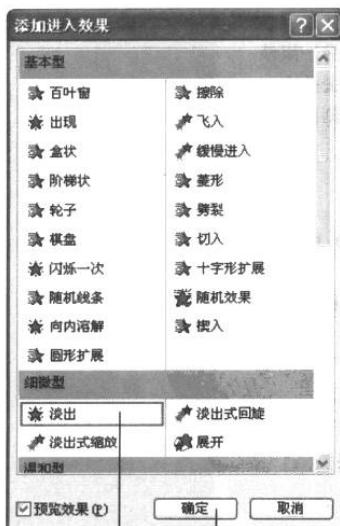 添加进入效果
基本型
百叶窗 擦除
出现 飞入
盒状 缓慢进入
阶梯状 菱形
轮子 劈裂
棋盘 切入
闪烁一次 十字形扩展
随机线条 随机效果
向内溶解 楔入
圆形扩展
细微型
淡出 淡出式回旋
淡出式缩放 展开
温和型
预览效果(P) 确定 取消